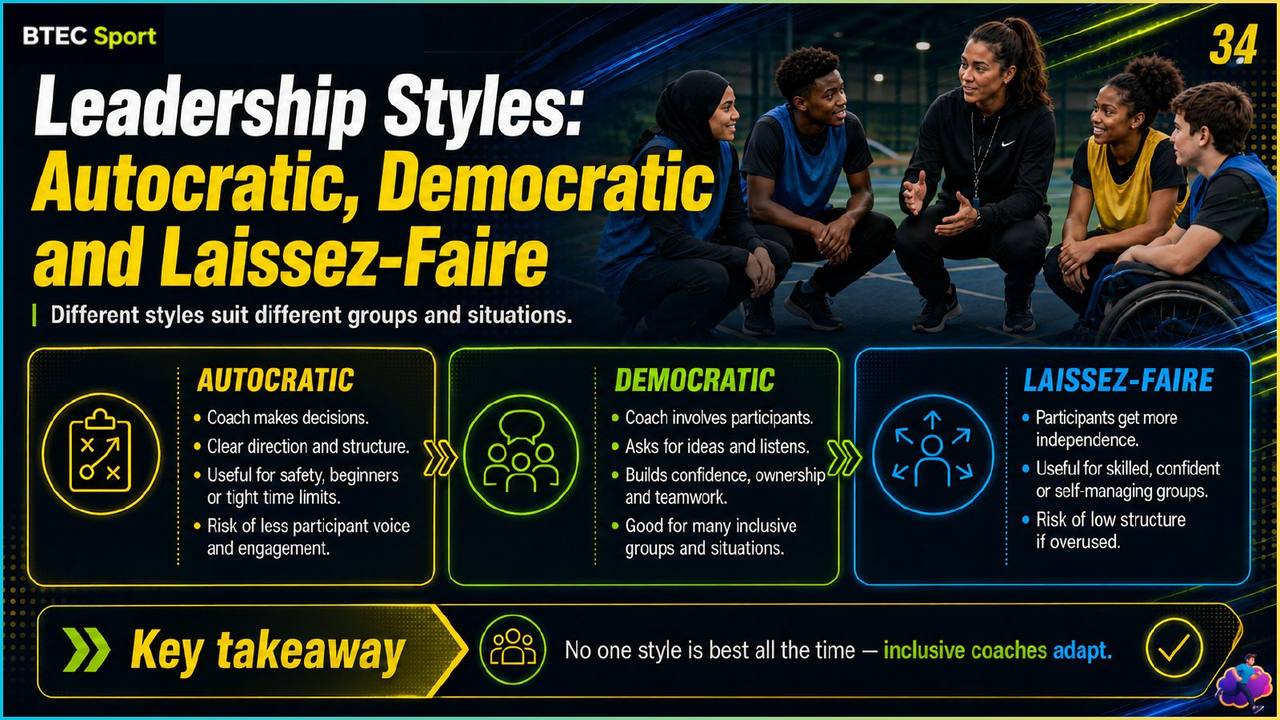 BTEC Sport
34
Leadership Styles:
Autocratic, Democratic
and Laissez-Faire
Different styles suit different groups and situations.
AUTOCRATIC
• Coach makes decisions.
• Clear direction and structure.
• Useful for safety, beginners
or tight time limits.
• Risk of less participant voice
and engagement.
DEMOCRATIC
• Coach involves participants.
• Asks for ideas and listens.
• Builds confidence, ownership
and teamwork.
• Good for many inclusive
groups and situations.
LAISSEZ-FAIRE
• Participants get more
independence.
• Useful for skilled, confident
or self-managing groups.
• Risk of low structure
if overused.
Key takeaway
No one style is best all the time – inclusive coaches adapt.